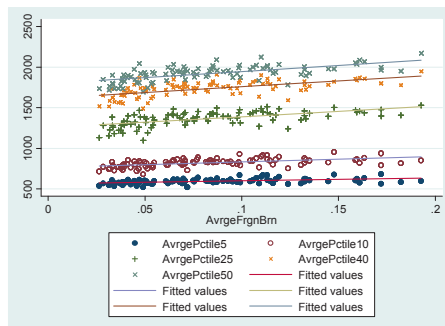 2500
2000
1500
1000
500
0 .05 .1 .15 .2
AvrgeFrgnBrn
AvrgePctile5 AvrgePctile10
AvrgePctile25 AvrgePctile40
AvrgePctile50 Fitted values
Fitted values Fitted values
Fitted values Fitted values